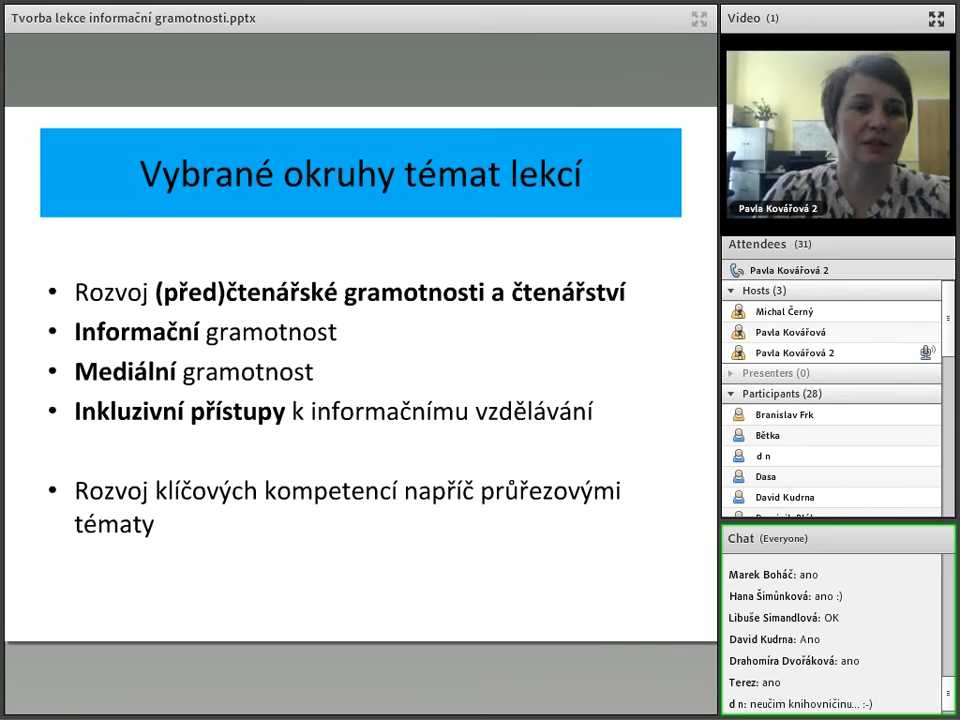 Tvorba lekce informační gramotnosti.pptx
Vybrané okruhy témat lekcí
• Rozvoj (před)čtenářské gramotnosti a čtenářství
• Informační gramotnost
• Mediální gramotnost
• Inkluzivní přístupy k informačnímu vzdělávání
• Rozvoj klíčových kompetencí napříč průřezovými
tématy
Video (1)
Pavla Kovářová 2
Attendees (31)
Pavla Kovářová 2
Hosts (3)
Michal Černý
Pavla Kovářová
Pavla Kovářová 2
Presenters (0)
Participants (28)
Branislav Frk
Bětka
d n
Dasa
David Kudrna
Chat (Everyone)
Marek Boháč: ano
Hana Šimůnková: ano :)
Libuše Simandlová: OK
David Kudrna: Ano
Drahomíra Dvořáková: ano
Terez: ano
d n: neučim knihovničinu... :-)